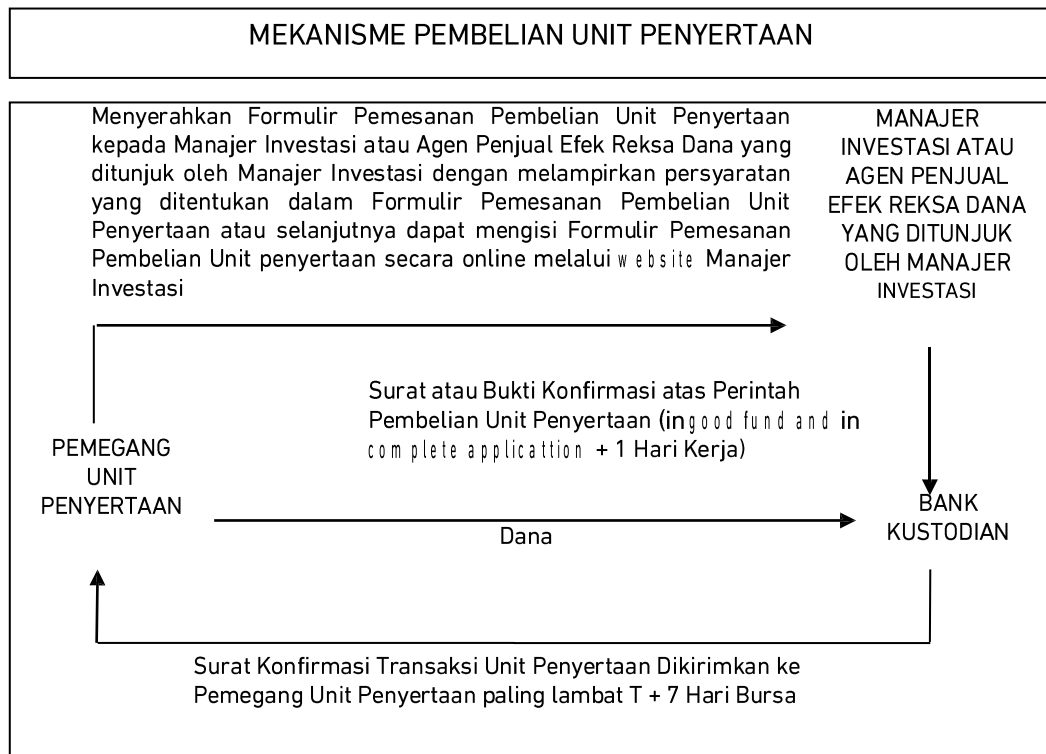 MEKANISME PEMBELIAN UNIT PENYERTAAN
Menyerahkan Formulir Pemesanan Pembelian Unit Penyertaan
kepada Manajer Investasi atau Agen Penjual Efek Reksa Dana yang
ditunjuk oleh Manajer Investasi dengan melampirkan persyaratan
yang ditentukan dalam Formulir Pemesanan Pembelian Unit
Penyertaan atau selanjutnya dapat mengisi Formulir Pemesanan
Pembelian Unit penyertaan secara online melalui website Manajer
Investasi
MANAJER
INVESTASI ATAU
AGEN PENJUAL
EFEK REKSA DANA
YANG DITUNJUK
OLEH MANAJER
INVESTASI
Surat atau Bukti Konfirmasi atas Perintah
Pembelian Unit Penyertaan (in good fund and in
complete applicattion + 1 Hari Kerja)
PEMEGANG
UNIT
PENYERTAAN
Dana
BANK
KUSTODIAN
Surat Konfirmasi Transaksi Unit Penyertaan Dikirimkan ke
Pemegang Unit Penyertaan paling lambat T + 7 Hari Bursa